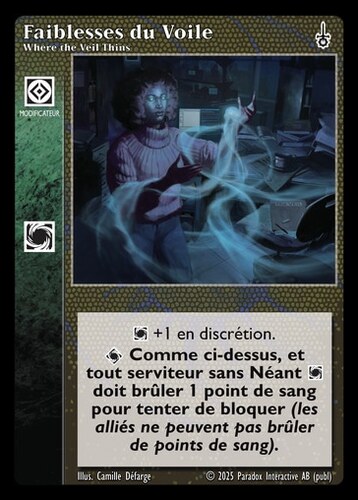 Faiblesses du Voile
Where the Veil Thins
MODIFICATEUR
+1 en discrétion.
Comme ci-dessus, et
tout serviteur sans Néant
doit brûler 1 point de sang
pour tenter de bloquer (les
alliés ne peuvent pas brûler
de points de sang).
Illus. Camille Défarge © 2025 Paradox Interactive AB (publ)